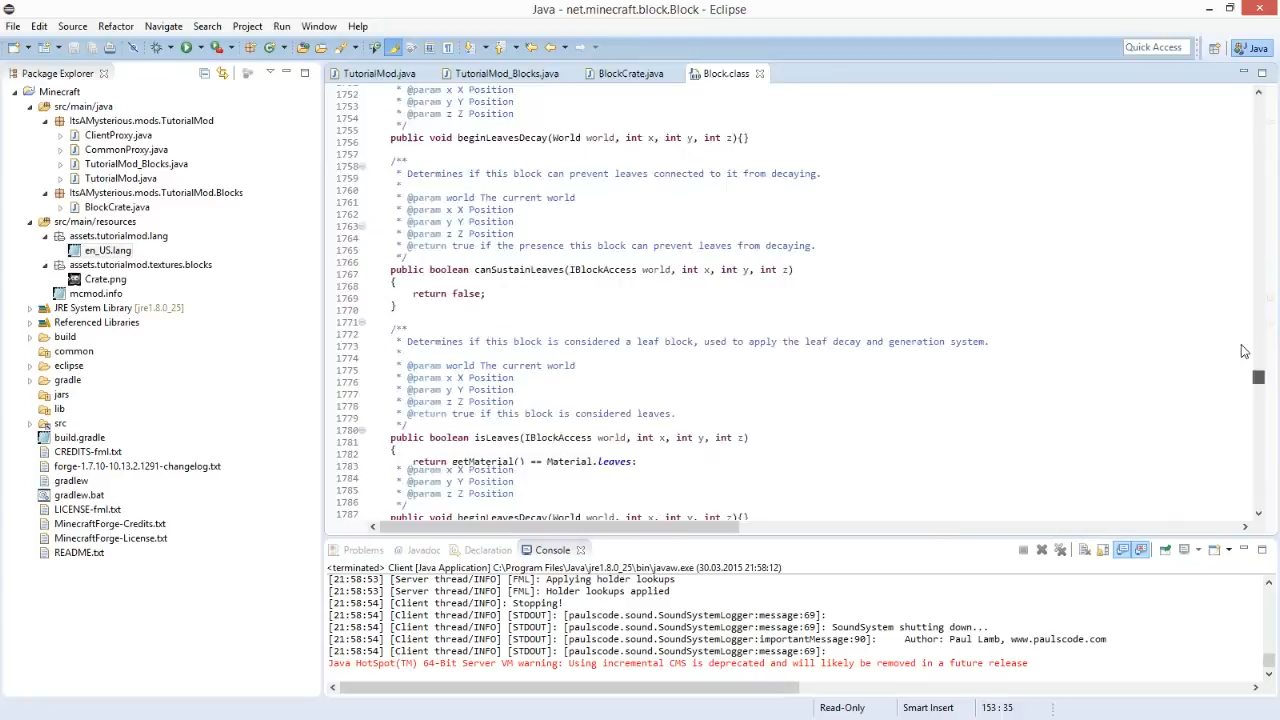 Java - net.minecraft.block.Block - Eclipse
File Edit Source Refactor Navigate Search Project Run Window Help
Quick Access
Java
Package Explorer
Minecraft
src/main/java
ItsAMysterious.mods.TutorialMod
ClientProxy.java
CommonProxy.java
TutorialMod_Blocks.java
TutorialMod.java
ItsAMysterious.mods.TutorialMod.Blocks
BlockCrate.java
src/main/resources
assets.tutorialmod.lang
en_US.lang
assets.tutorialmod.textures.blocks
Crate.png
mcmod.info
JRE System Library [jre1.8.0_25]
Referenced Libraries
build
common
eclipse
gradle
jars
lib
src
build.gradle
CREDITS-fml.txt
forge-1.7.10-10.13.2.1291-changelog.txt
gradlew
gradlew.bat
LICENSE-fml.txt
MinecraftForge-Credits.txt
MinecraftForge-License.txt
README.txt
TutorialMod.java TutorialMod_Blocks.java BlockCrate.java Block.class
1752 * @param x X Position
1753 * @param y Y Position
1754 * @param z Z Position
1755 */
1756 public void beginLeavesDecay(World world, int x, int y, int z){}
1757
1758 /**
1759 * Determines if this block can prevent leaves connected to it from decaying.
1760 *
1761 * @param world The current world
1762 * @param x X Position
1763 * @param y Y Position
1764 * @param z Z Position
1765 * @return true if the presence this block can prevent leaves from decaying.
1766 */
1767 public boolean canSustainLeaves(IBlockAccess world, int x, int y, int z)
1768 {
1769 return false;
1770 }
1771
1772 /**
1773 * Determines if this block is considered a leaf block, used to apply the leaf decay and generation system.
1774 *
1775 * @param world The current world
1776 * @param x X Position
1777 * @param y Y Position
1778 * @param z Z Position
1779 * @return true if this block is considered leaves.
1780 */
1781 public boolean isLeaves(IBlockAccess world, int x, int y, int z)
1782 {
1783 return getMaterial() == Material.leaves;
1784 * @param x X Position
1785 * @param y Y Position
* @param z Z Position
1786 */
1787 public void beginLeavesDecay(World world, int x, int y, int z){}
Problems Javadoc Declaration Console
<terminated> Client [Java Application] C:\Program Files\Java\jre1.8.0_25\bin\javaw.exe (30.03.2015 21:58:12)
[21:58:53] [Server thread/INFO] [FML]: Applying holder lookups
[21:58:53] [Server thread/INFO] [FML]: Holder lookups applied
[21:58:54] [Client thread/INFO] Stopping!
[21:58:54] [Client thread/INFO] [STDOUT]: [paulscode.sound.SoundSystemLogger:message:69]:
[21:58:54] [Client thread/INFO] [STDOUT]: [paulscode.sound.SoundSystemLogger:message:69]: SoundSystem shutting down...
[21:58:54] [Client thread/INFO] [STDOUT]: [paulscode.sound.SoundSystemLogger:importantMessage:90]: Author: Paul Lamb, www.paulscode.com
[21:58:54] [Client thread/INFO] [STDOUT]: [paulscode.sound.SoundSystemLogger:message:69]:
Java HotSpot(TM) 64-Bit Server VM warning: Using incremental CMS is deprecated and will likely be removed in a future release
Read-Only Smart Insert 153 : 35